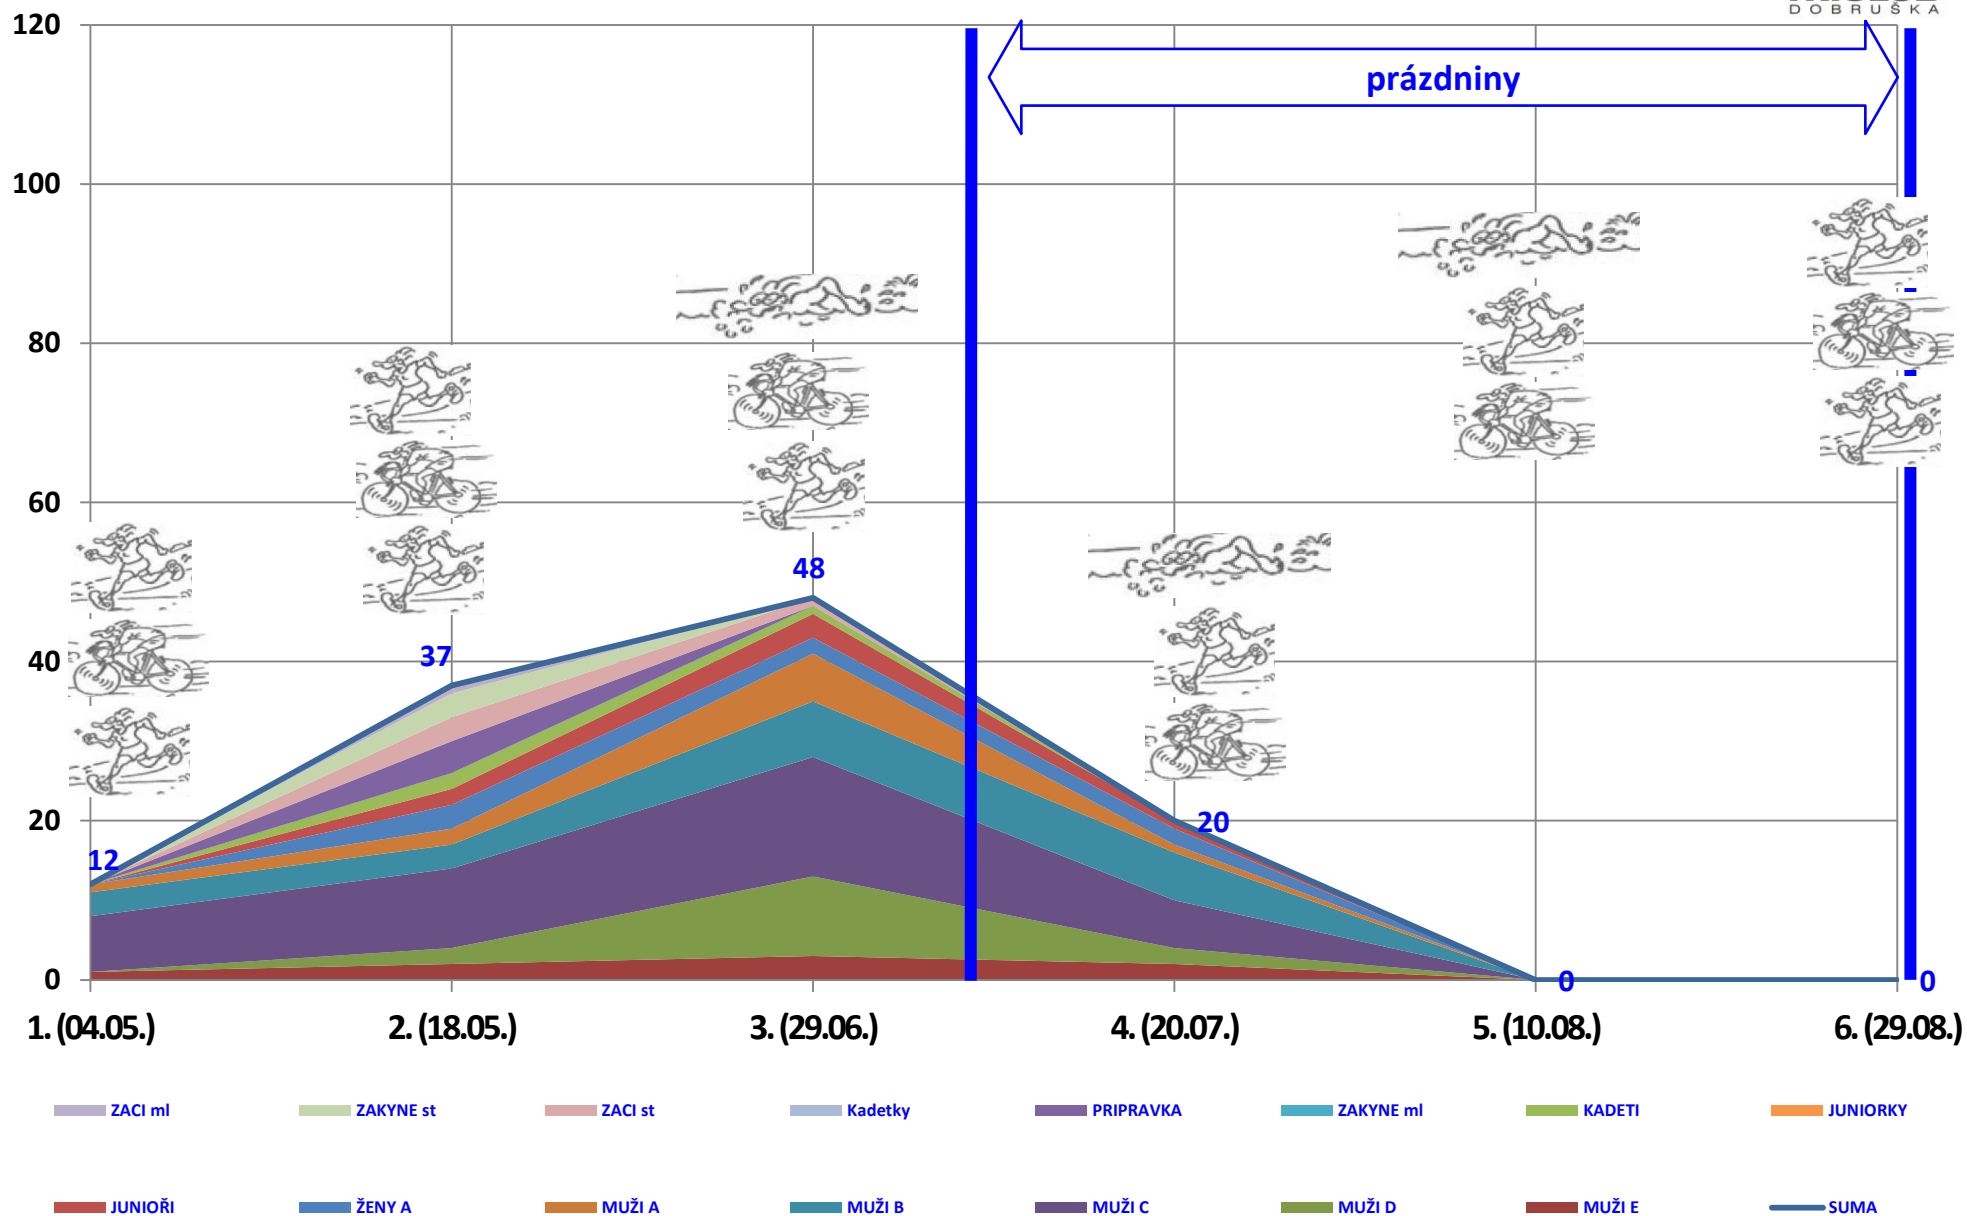 DOBRUŠKA
120
prázdniny
100
80
60
48
40
37
20
20
12
0
0
0
1. (04.05.)
2. (18.05.)
3. (29.06.)
4. (20.07.)
5. (10.08.)
6. (29.08.)
ZACI ml
ZAKYNE st
ZACI st
Kadetky
PRIPRAVKA
ZAKYNE ml
KADETI
JUNIORKY
JUNIOŘI
ŽENY A
MUŽI A
MUŽI B
MUŽI C
MUŽI D
MUŽI E
SUMA